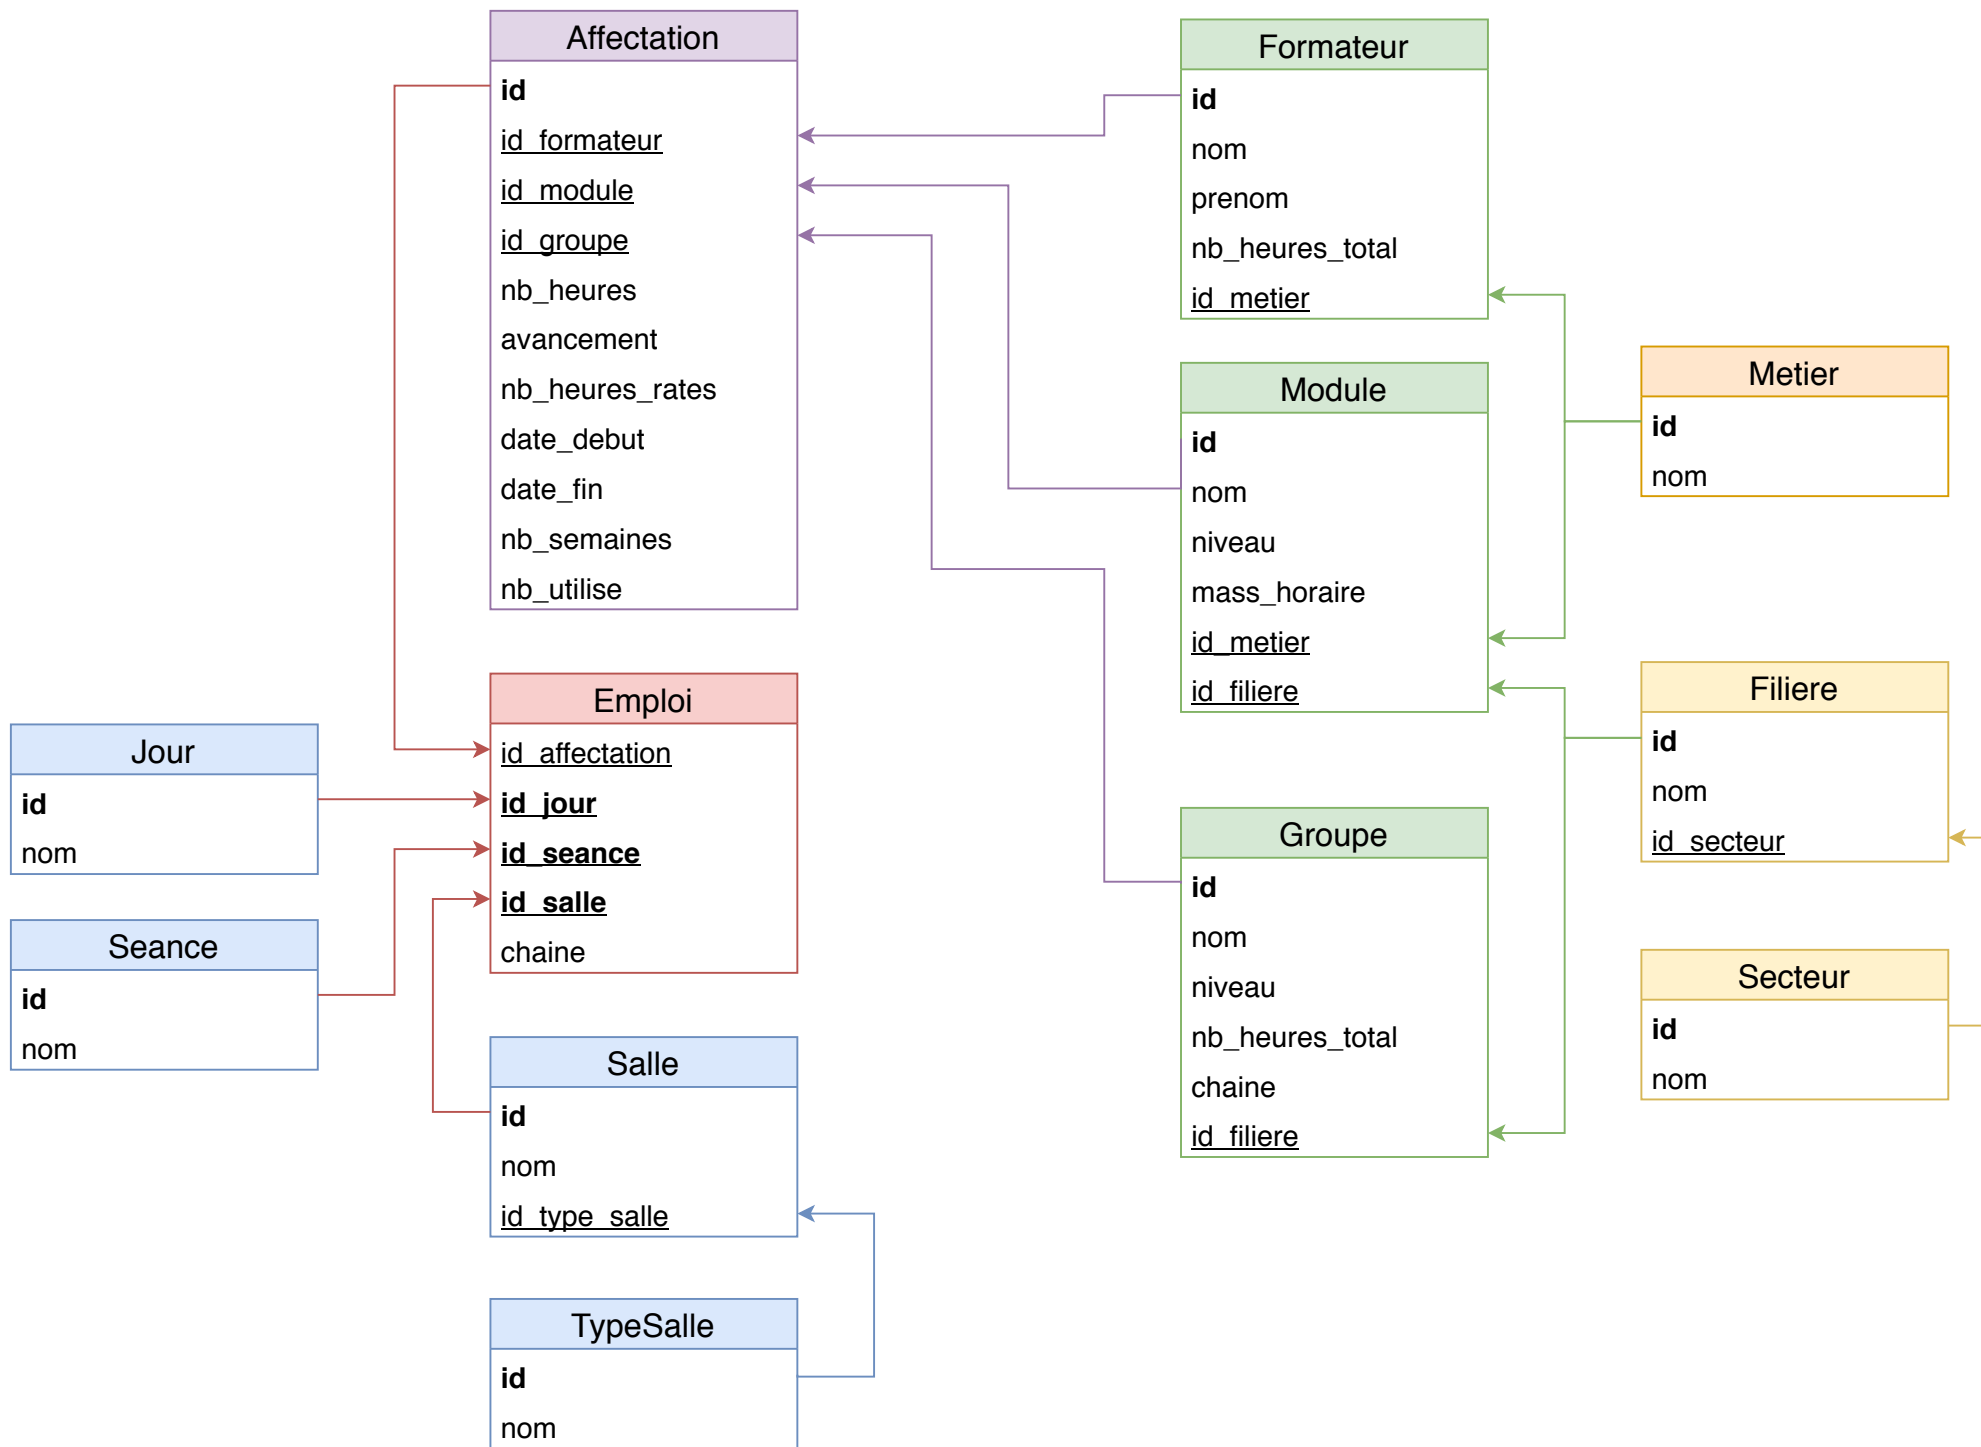 Affectation
id
id_formateur
id_module
id_groupe
nb_heures
avancement
nb_heures_rates
date_debut
date_fin
nb_semaines
nb_utilise
Formateur
id
nom
prenom
nb_heures_total
id_metier
Module
id
nom
niveau
mass_horaire
id_metier
id_filiere
Metier
id
nom
Filiere
id
nom
id_secteur
Emploi
id_affectation
id_jour
id_seance
id_salle
chaine
Jour
id
nom
Seance
id
nom
Groupe
id
nom
niveau
nb_heures_total
chaine
id_filiere
Secteur
id
nom
Salle
id
nom
id_type_salle
TypeSalle
id
nom